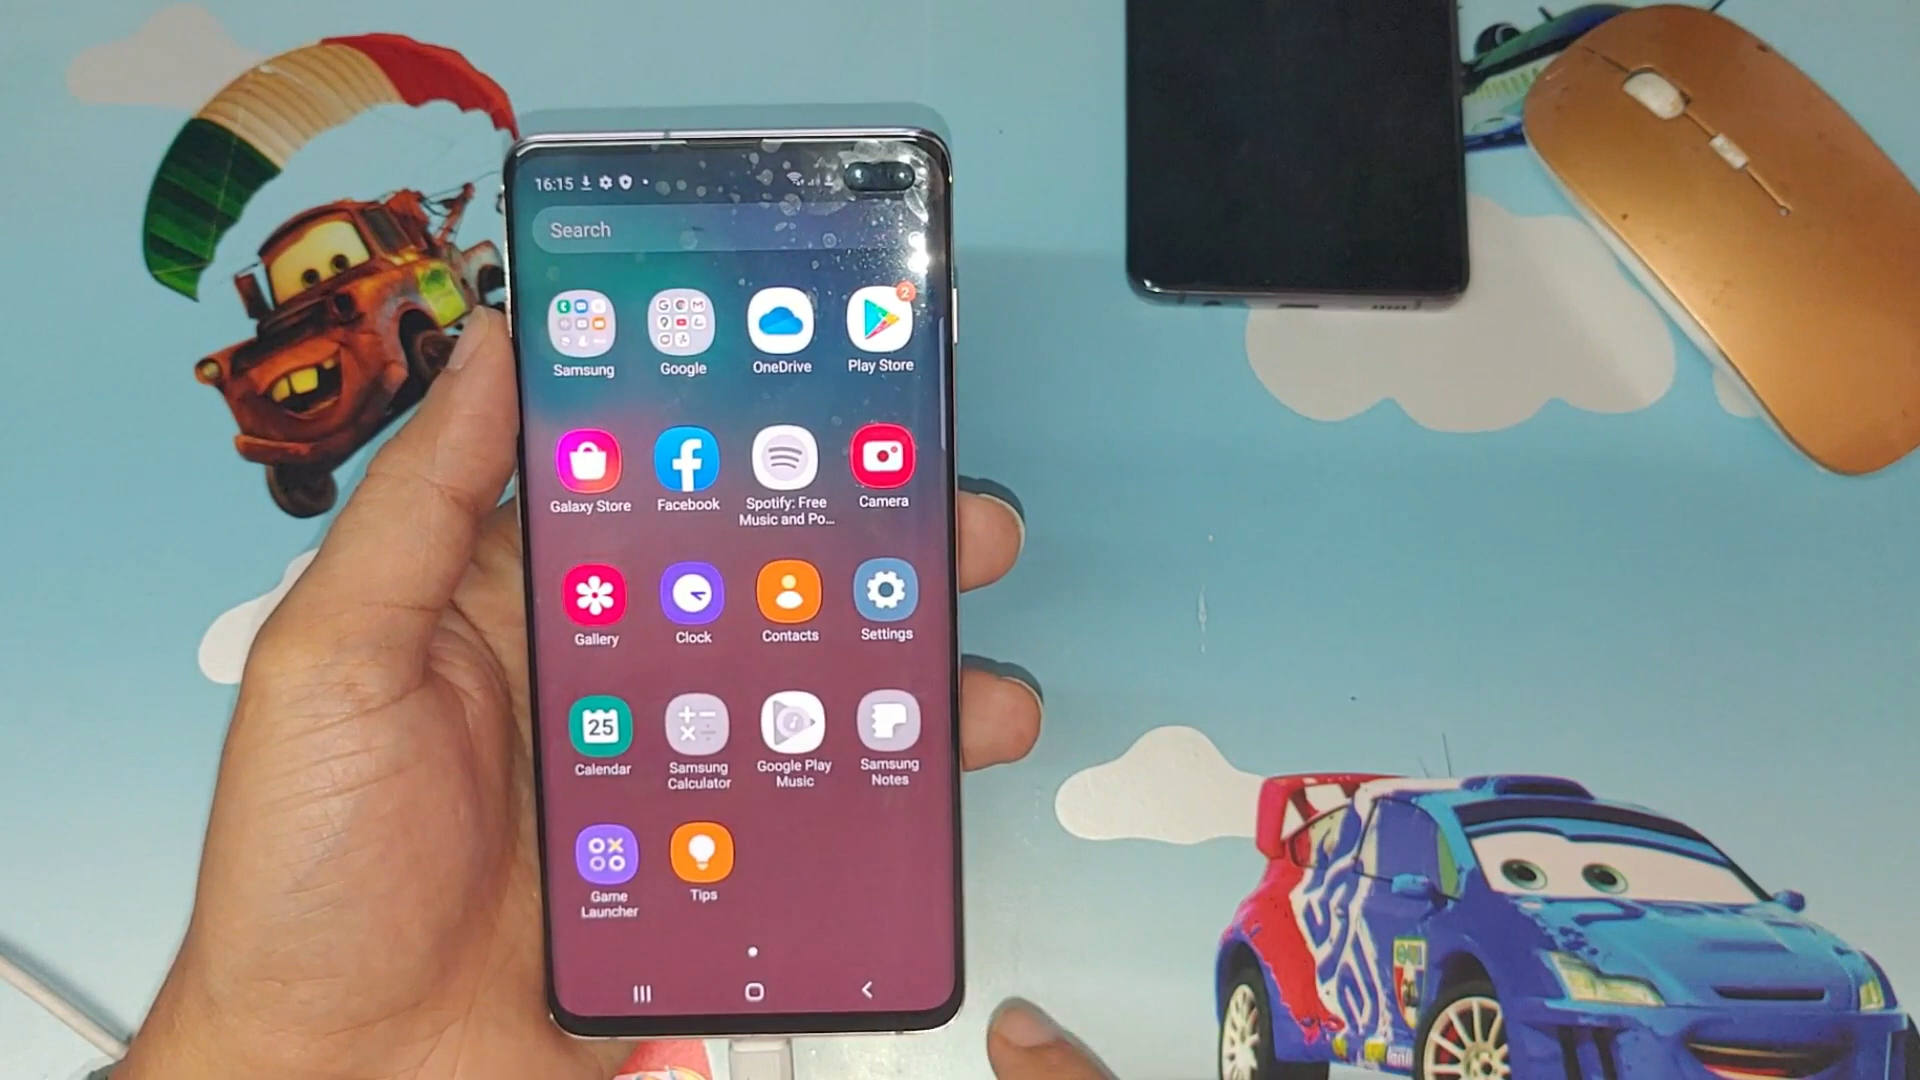 16:15
Search
2
Samsung
Google
OneDrive
Play Store
Galaxy Store
Facebook
Spotify: Free
Music and Po...
Camera
Gallery
Clock
Contacts
Settings
25
Calendar
Samsung
Calculator
Google Play
Music
Samsung
Notes
Game
Launcher
Tips